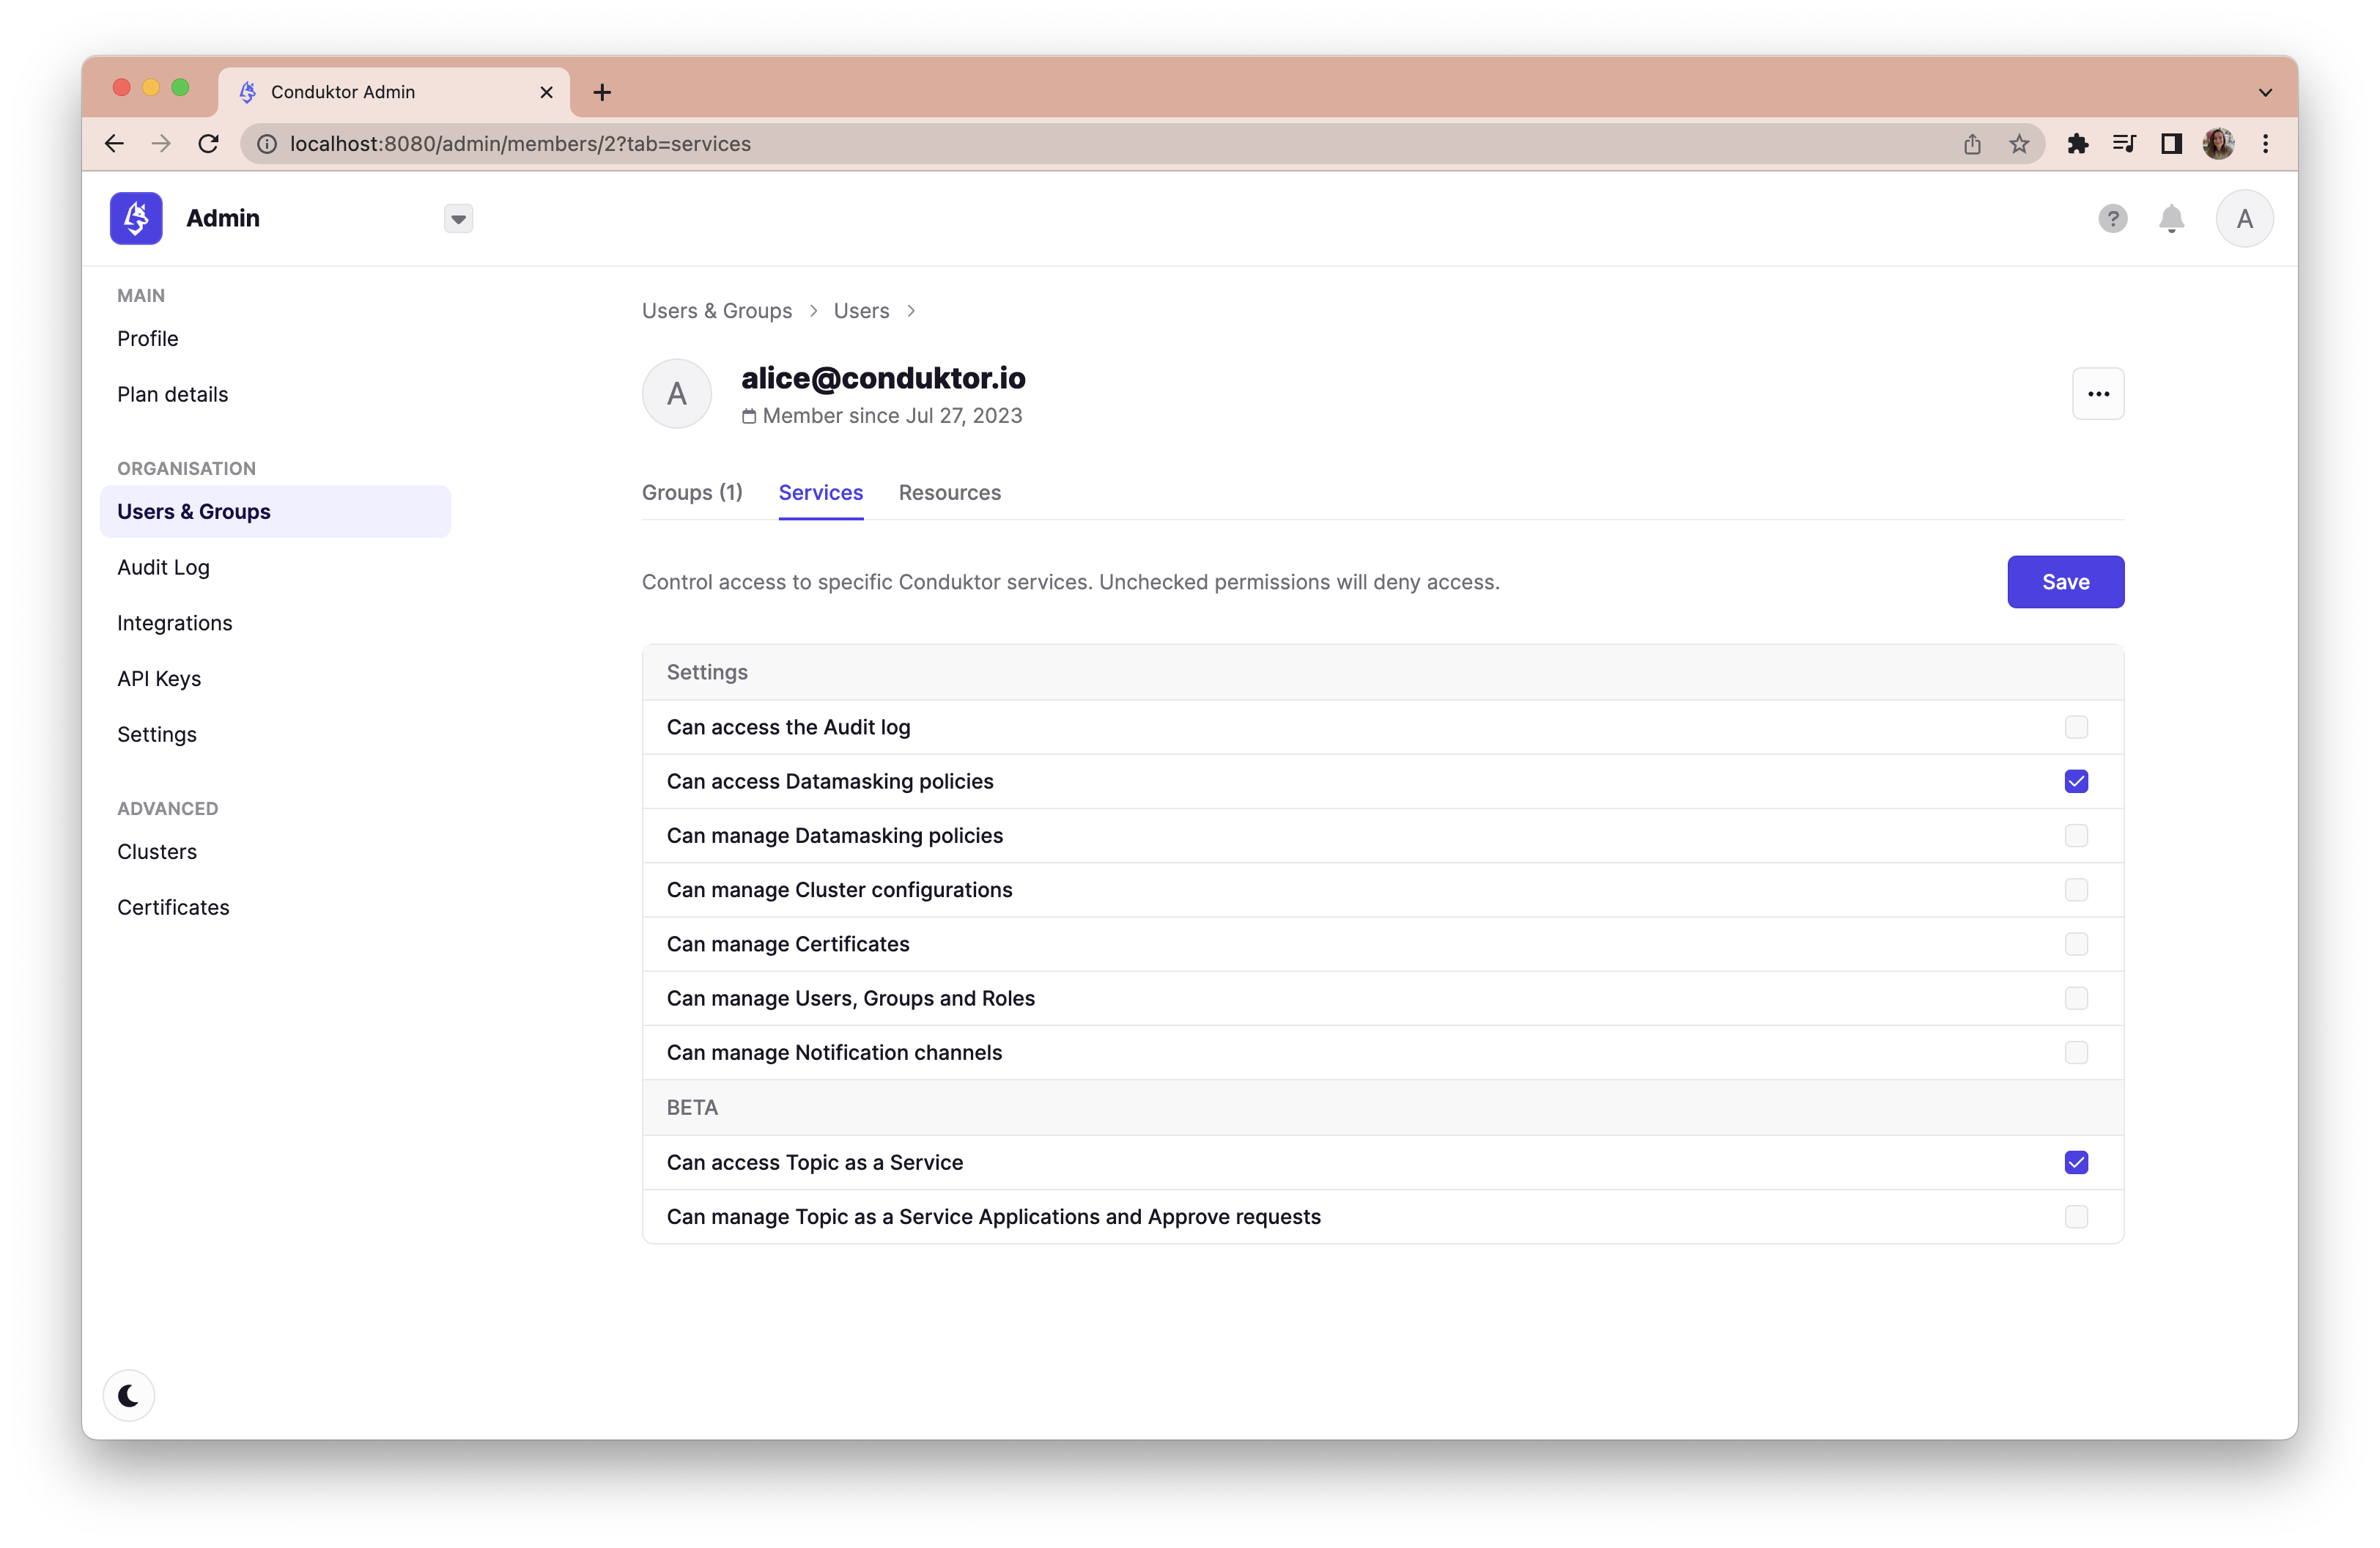 Conduktor Admin
localhost:8080/admin/members/2?tab=services
Admin
?
A
MAIN
Profile
Plan details
ORGANISATION
Users & Groups
Audit Log
Integrations
API Keys
Settings
ADVANCED
Clusters
Certificates
Users & Groups > Users >
A
alice@conduktor.io
Member since Jul 27, 2023
Groups (1) Services Resources
Control access to specific Conduktor services. Unchecked permissions will deny access.
Save
Settings
Can access the Audit log
Can access Datamasking policies
Can manage Datamasking policies
Can manage Cluster configurations
Can manage Certificates
Can manage Users, Groups and Roles
Can manage Notification channels
BETA
Can access Topic as a Service
Can manage Topic as a Service Applications and Approve requests